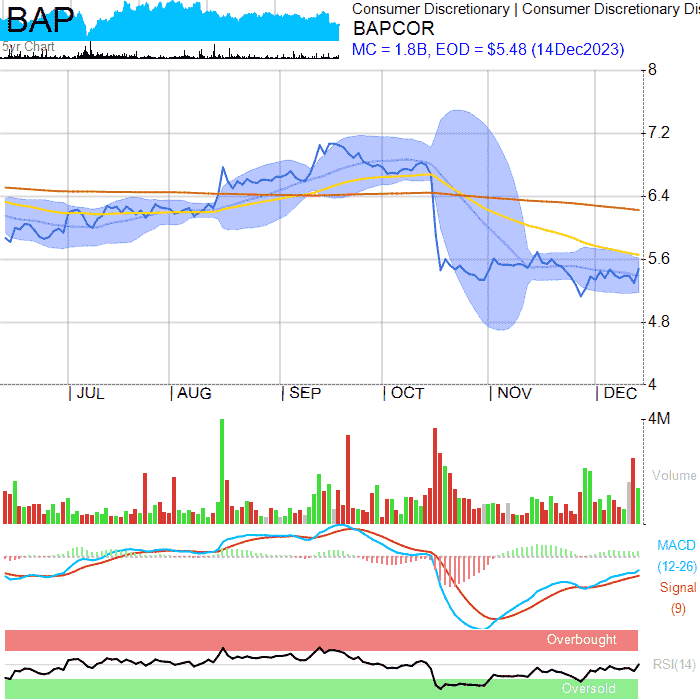 BAP
5yr Chart
Consumer Discretionary | Consumer Discretionary Dis
BAPCOR
MC = 1.8B, EOD = $5.48 (14Dec2023)
8
7.2
6.4
5.6
4.8
4
JUL AUG SEP OCT NOV DEC
4M
Volume
MACD
(12-26)
Signal
(9)
Overbought
RSI(14)
Oversold